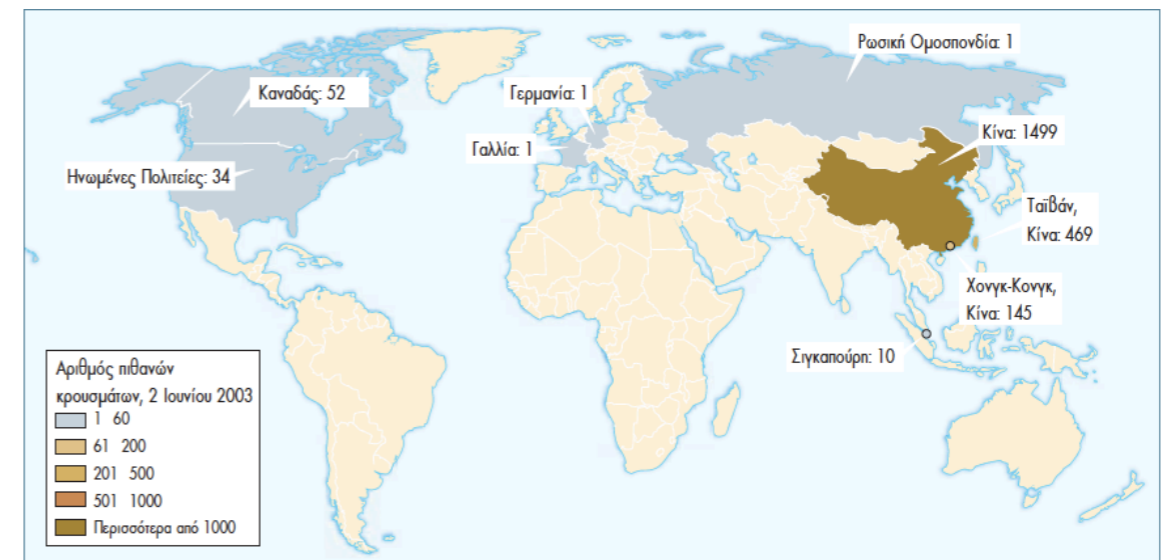 Ρωσική Ομοσπονδία: 1
Καναδάς: 52
Γερμανία: 1
Κίνα: 1499
Γαλλία: 1
Ηνωμένες Πολιτείες: 34
Ταϊβάν,
Κίνα: 469
Χονγκ-Κονγκ,
Κίνα: 145
Σιγκαπούρη: 10
Αριθμός πιθανών
κρουσμάτων, 2 Ιουνίου 2003
1 60
61 200
201 500
501 1000
Περισσότερα από 1000